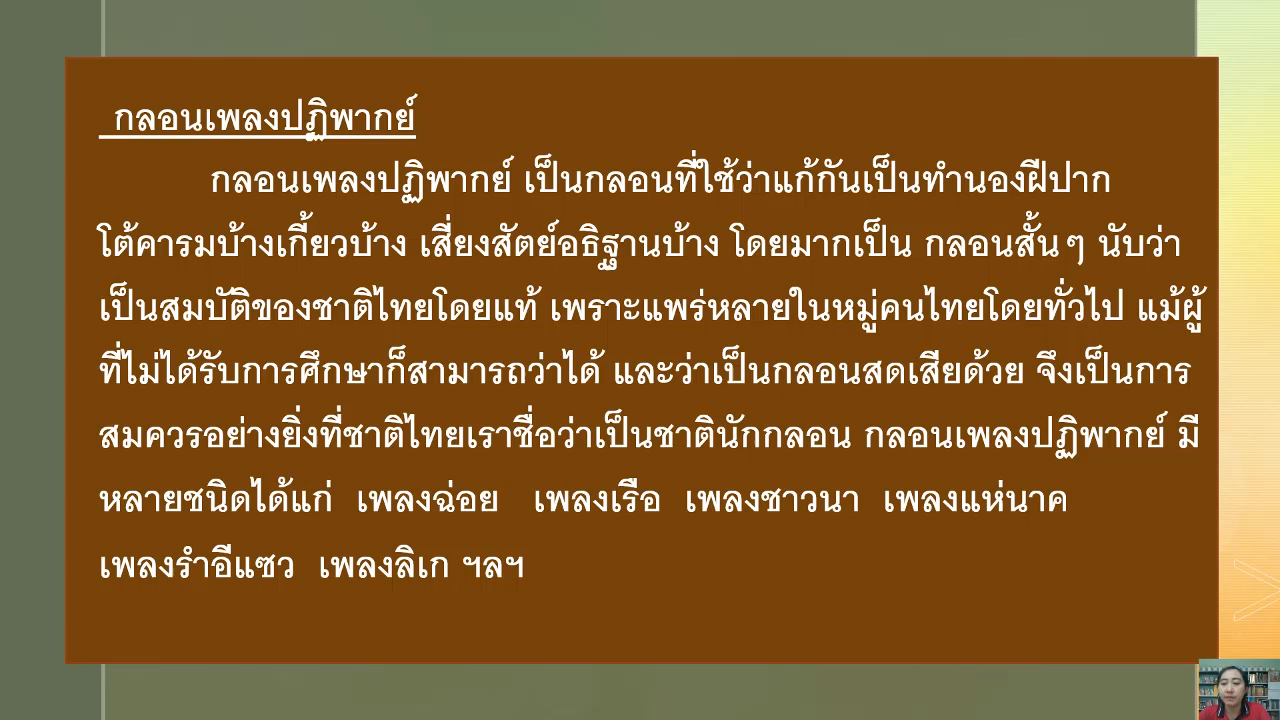 กลอนเพลงปฏิพากย์
กลอนเพลงปฏิพากย์ เป็นกลอนที่ใช้ว่าแก้กันเป็นทำนองฝีปาก
โต้คารมบ้างเกี้ยวบ้าง เสี่ยงสัตย์อธิฐานบ้าง โดยมากเป็น กลอนสั้นๆ นับว่า
เป็นสมบัติของชาติไทยโดยแท้ เพราะแพร่หลายในหมู่คนไทยโดยทั่วไป แม้ผู้
ที่ไม่ได้รับการศึกษาก็สามารถว่าได้ และว่าเป็นกลอนสดเสียด้วย จึงเป็นการ
สมควรอย่างยิ่งที่ชาติไทยเราชื่อว่าเป็นชาตินักกลอน กลอนเพลงปฏิพากย์ มี
หลายชนิดได้แก่ เพลงฉ่อย เพลงเรือ เพลงชาวนา เพลงแห่นาค
เพลงรำอีแซว เพลงลิเก ฯลฯ